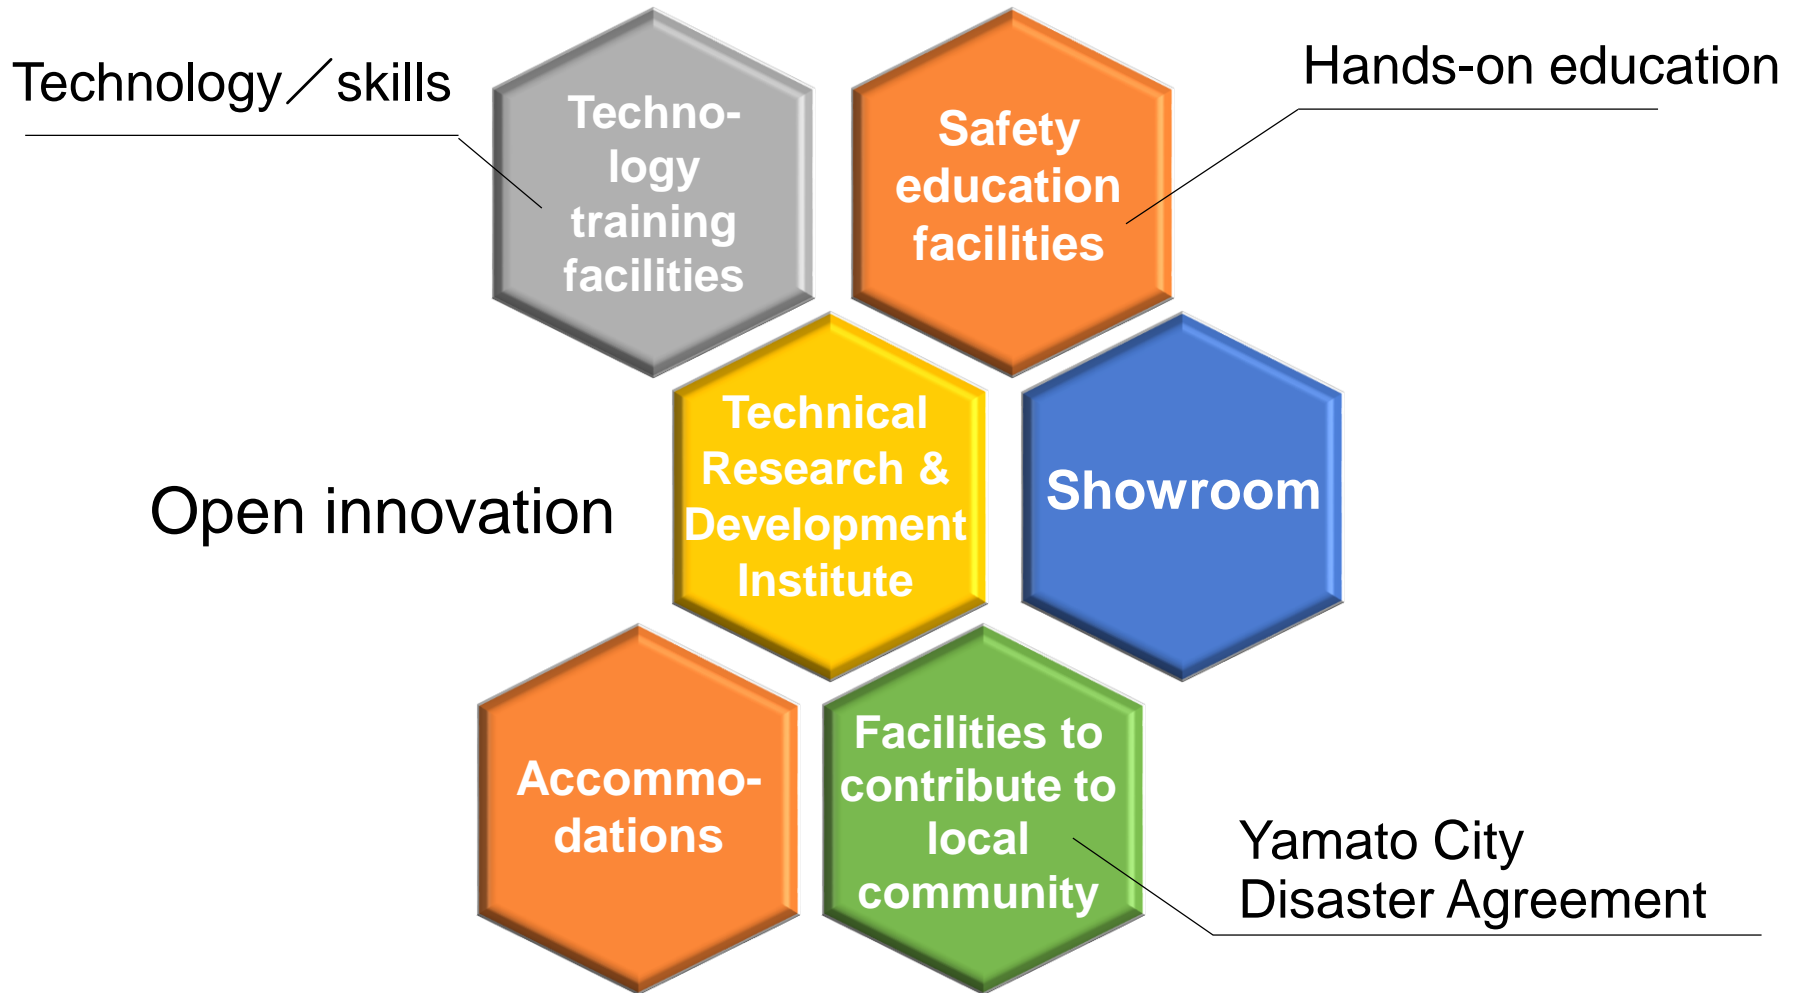 Technology／skills
Techno-
logy
training
facilities
Safety
education
facilities
Hands-on education
Open innovation
Technical
Research &
Development
Institute
Showroom
Accommo-
dations
Facilities to
contribute to
local
community
Yamato City
Disaster Agreement